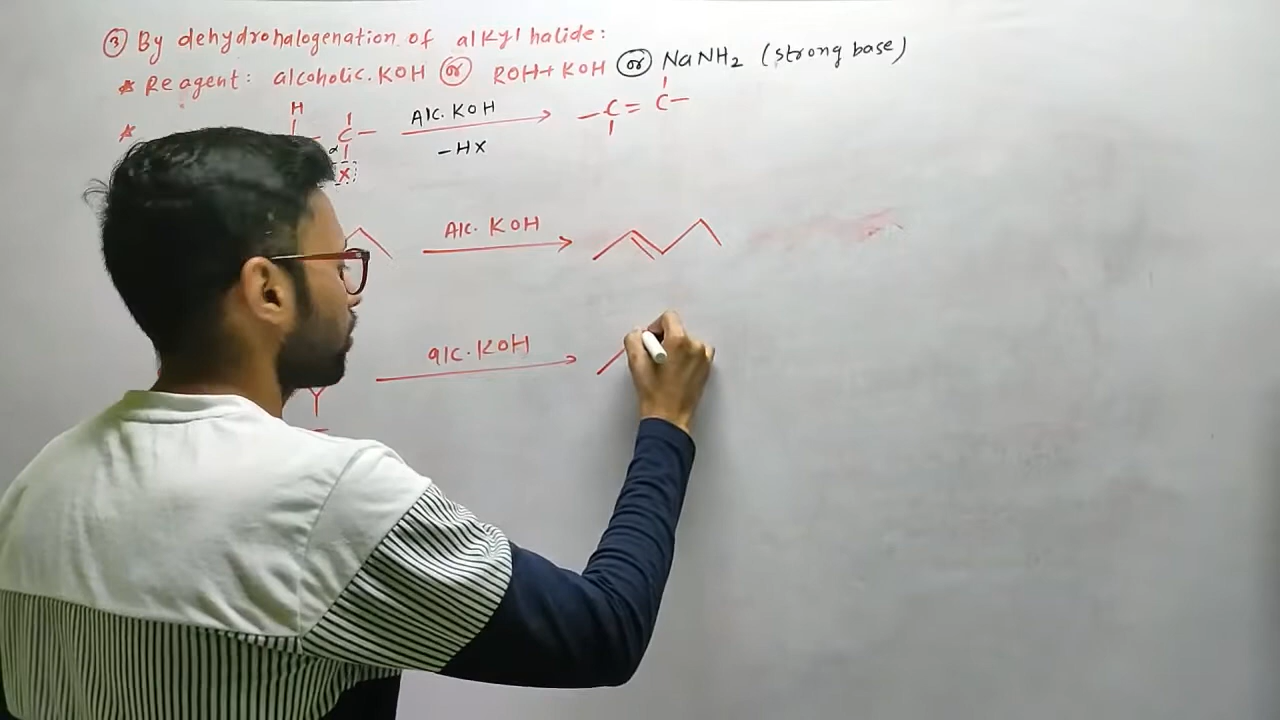 ③ By dehydrohalogenation of alkyl halide:
* Reagent: alcoholic.KOH or ROH+KOH or NaNH2 (strong base)
H
* C Alc.KOH C=C
α -HX
X
Alc. KOH
alc.KOH